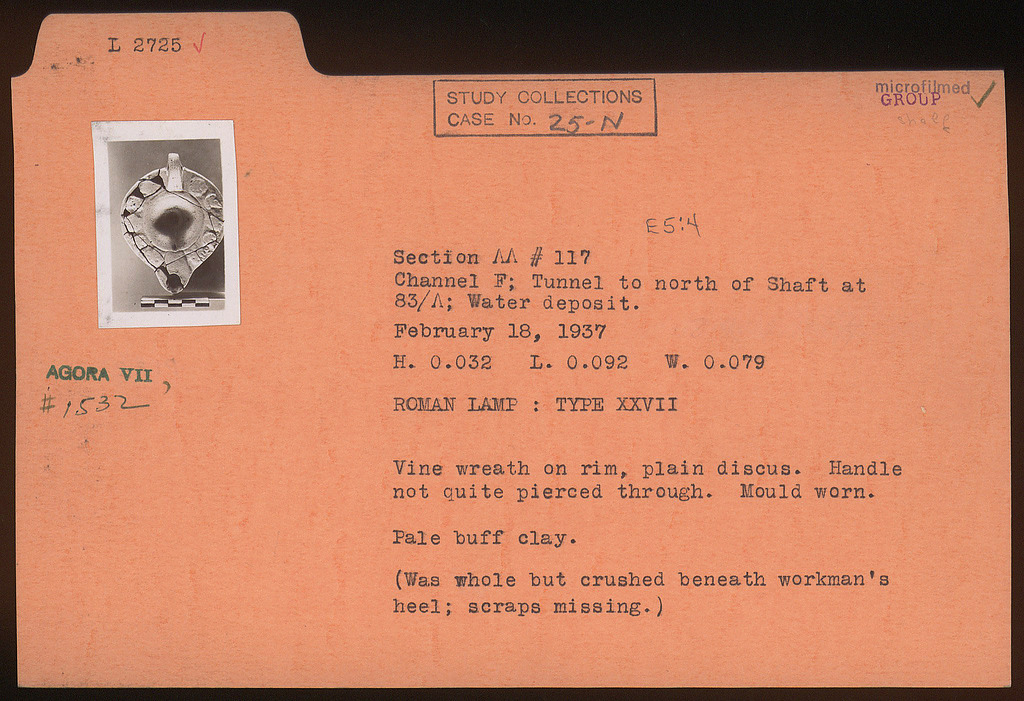 L 2725 ✓
STUDY COLLECTIONS
CASE No. 25-N
microfilmed ✓
GROUP
E5:4
Section ΛΛ # 117
Channel F; Tunnel to north of Shaft at
83/Λ; Water deposit.
February 18, 1937
H. 0.032 L. 0.092 W. 0.079
AGORA VII,
# 1532
ROMAN LAMP : TYPE XXVII
Vine wreath on rim, plain discus. Handle
not quite pierced through. Mould worn.
Pale buff clay.
(Was whole but crushed beneath workman's
heel; scraps missing.)